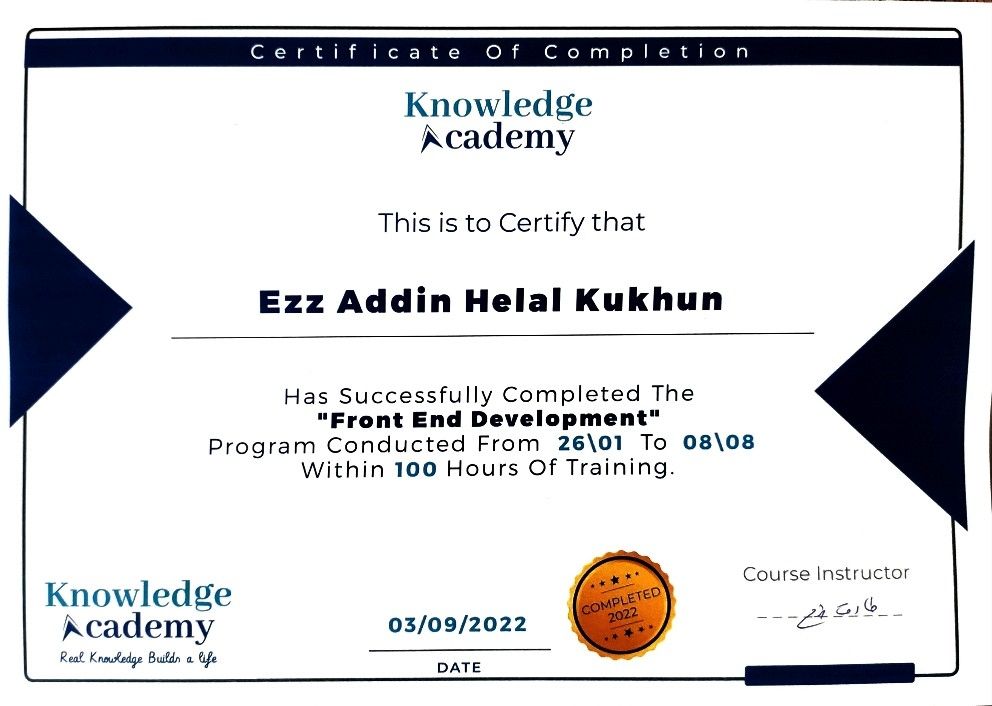 Certificate Of Completion
Knowledge
Academy
This is to Certify that
Ezz Addin Helal Kukhun
Has Successfully Completed The
"Front End Development"
Program Conducted From 26\01 To 08\08
Within 100 Hours Of Training.
Knowledge
Academy
Real Knowledge Builds a life
03/09/2022
DATE
COMPLETED
2022
Course Instructor